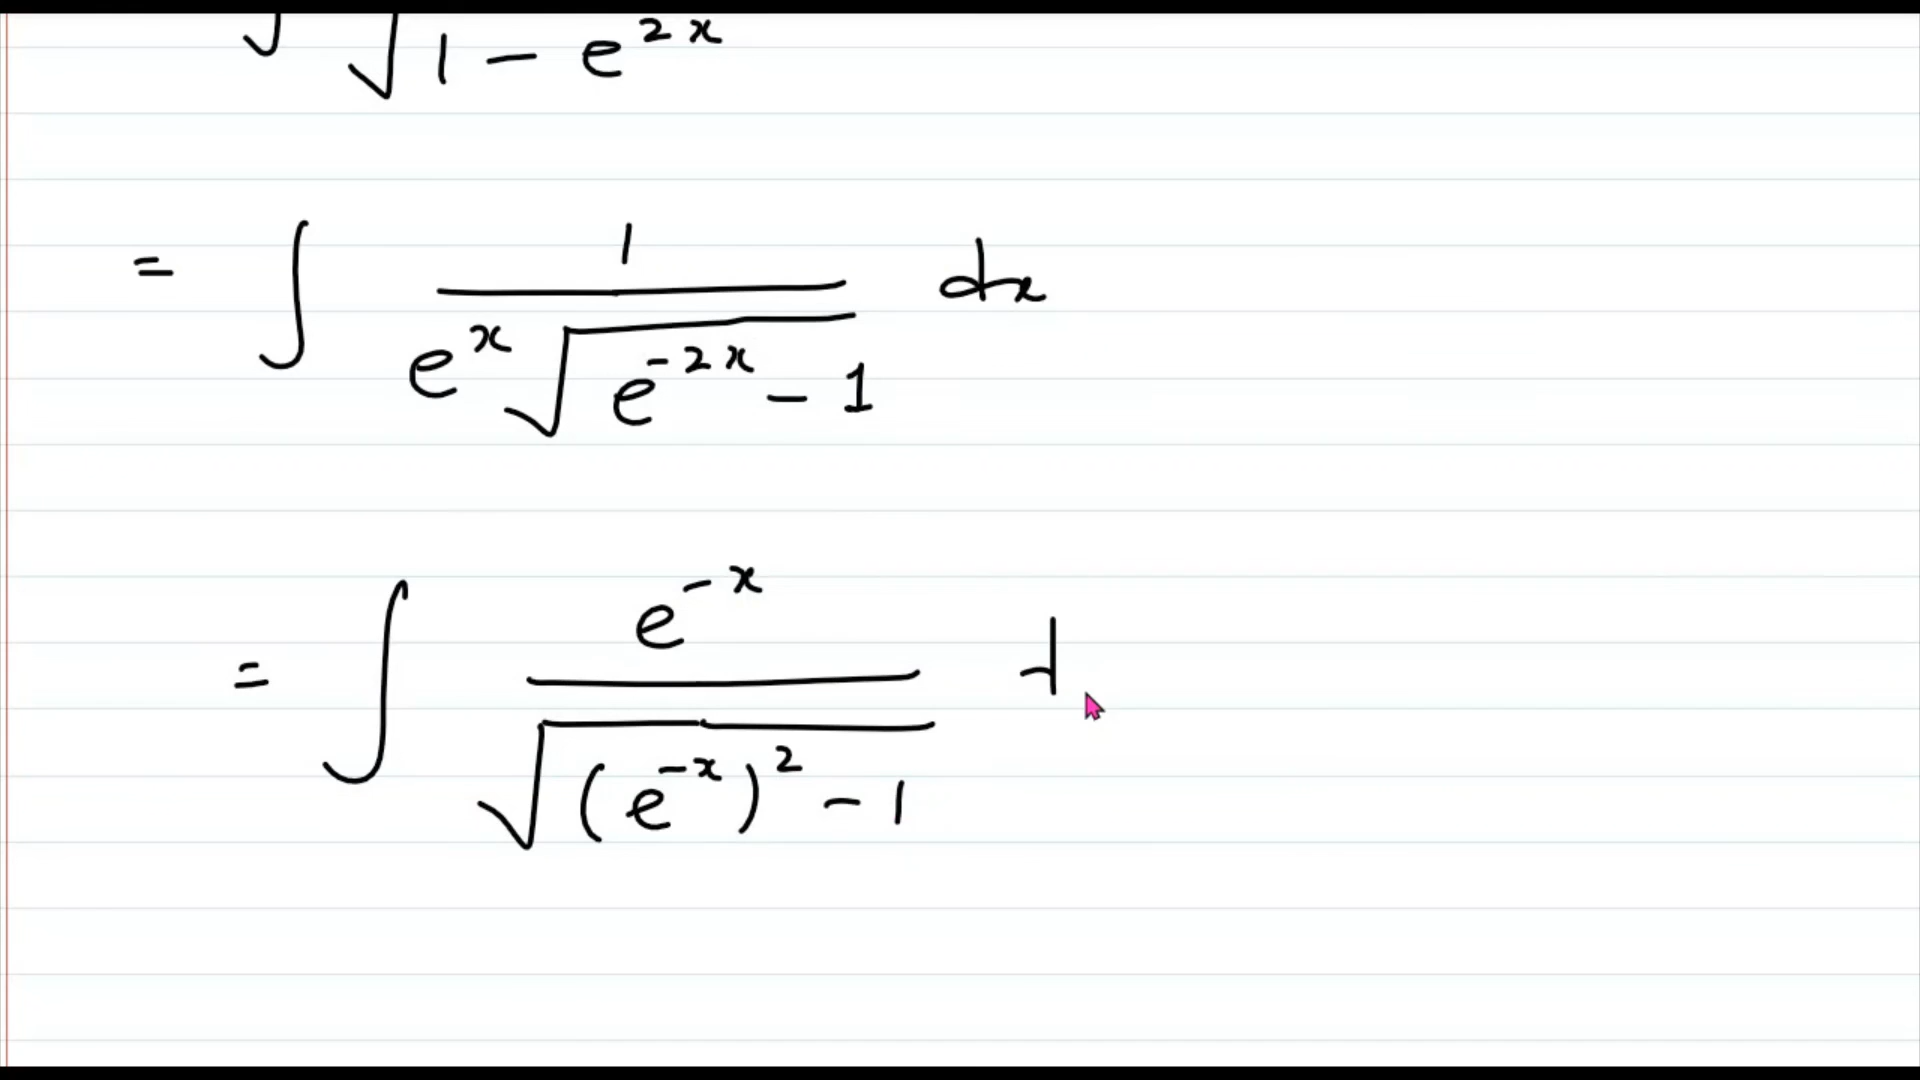 ∫ √(1 - e^{2x})
= ∫ 1 / (e^x √(e^{-2x} - 1)) dx
= ∫ e^{-x} / √((e^{-x})^2 - 1) d